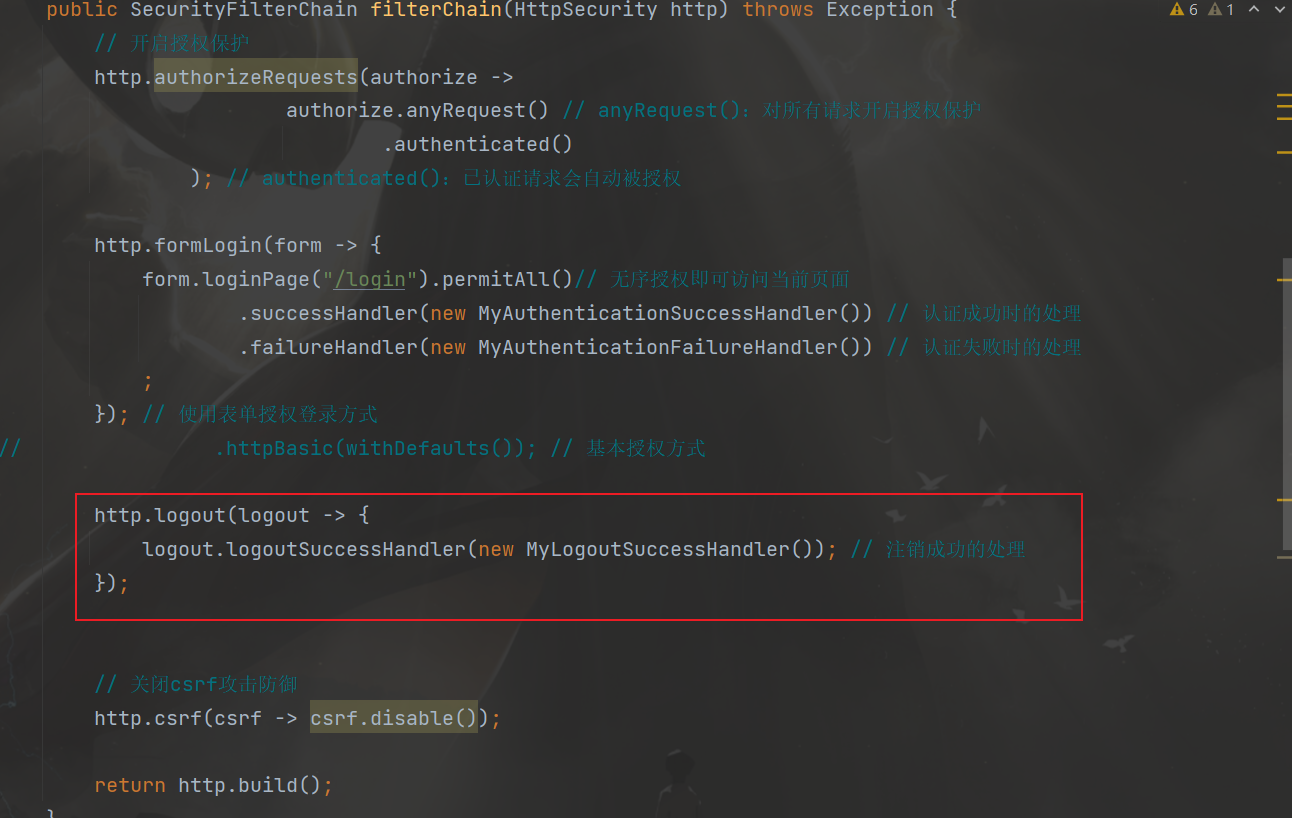 public SecurityFilterChain filterChain(HttpSecurity http) throws Exception {
6 1
// 开启授权保护
http.authorizeRequests(authorize ->
authorize.anyRequest() // anyRequest()：对所有请求开启授权保护
.authenticated()
); // authenticated()：已认证请求会自动被授权
http.formLogin(form -> {
form.loginPage("/login").permitAll()// 无序授权即可访问当前页面
.successHandler(new MyAuthenticationSuccessHandler()) // 认证成功时的处理
.failureHandler(new MyAuthenticationFailureHandler()) // 认证失败时的处理
;
}); // 使用表单授权登录方式
// .httpBasic(withDefaults()); // 基本授权方式
http.logout(logout -> {
logout.logoutSuccessHandler(new MyLogoutSuccessHandler()); // 注销成功的处理
});
// 关闭csrf攻击防御
http.csrf(csrf -> csrf.disable());
return http.build();
}